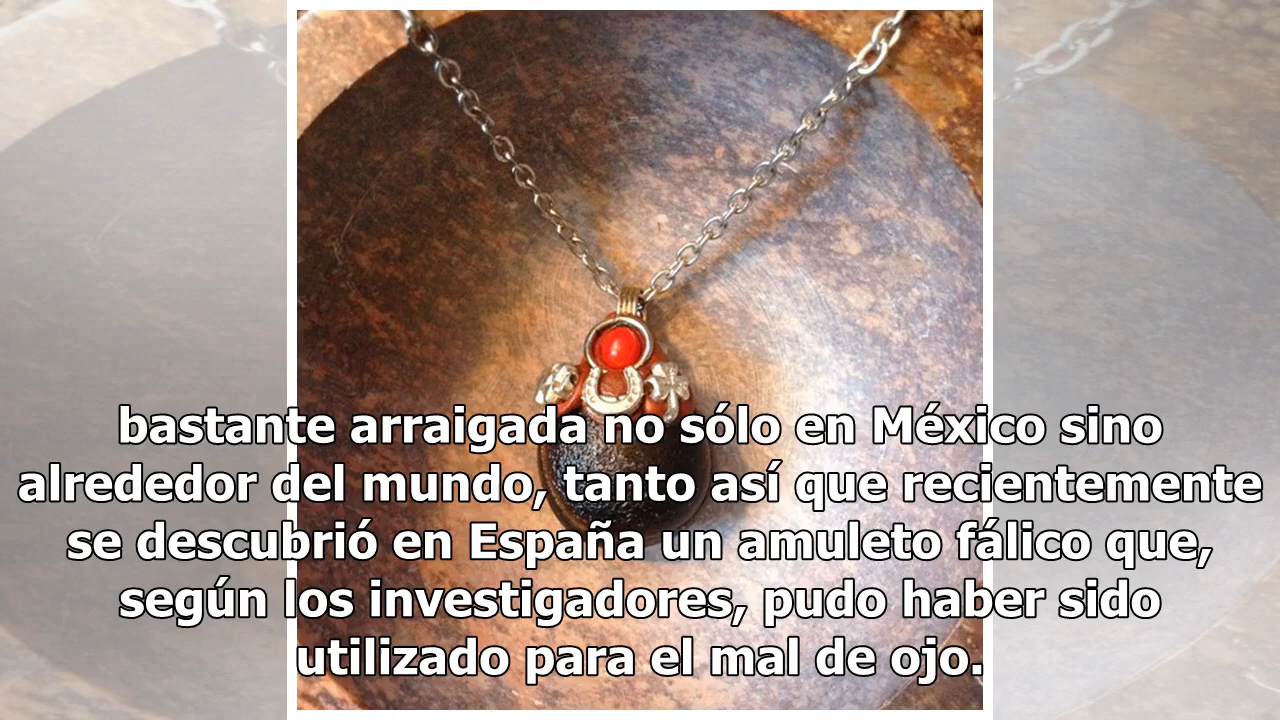 bastante arraigada no sólo en México sino
alrededor del mundo, tanto así que recientemente
se descubrió en España un amuleto fálico que,
según los investigadores, pudo haber sido
utilizado para el mal de ojo.